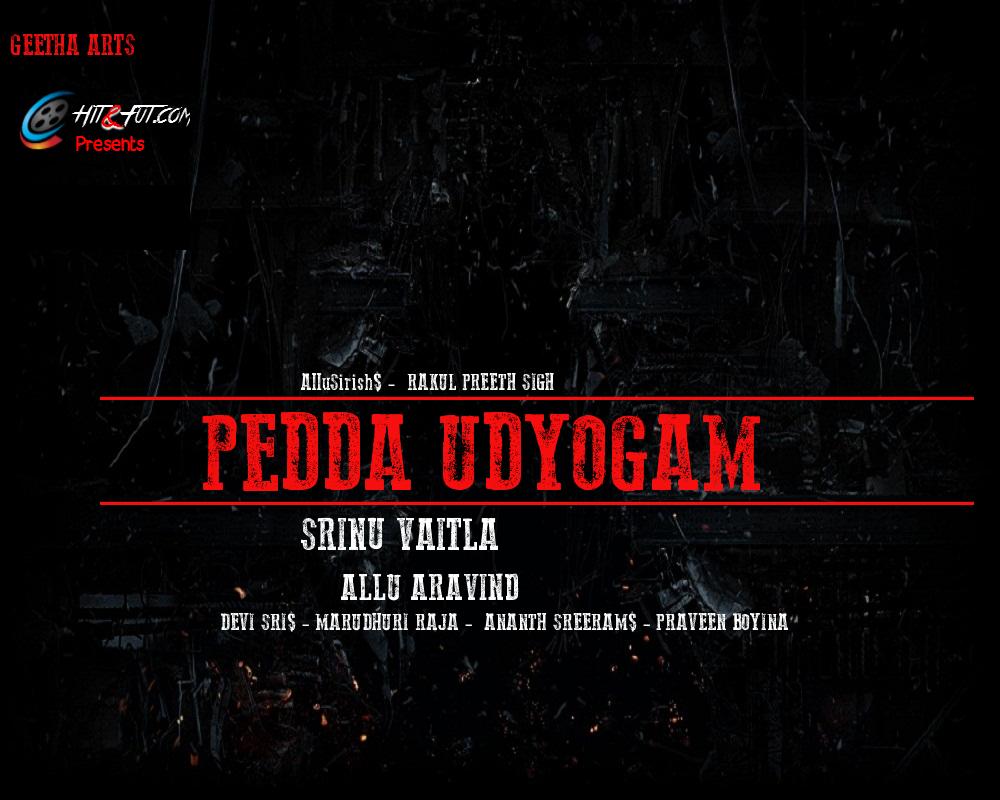 GEETHA ARTS
HIT&FUT.COM
Presents
AlluSirish$ - RAKUL PREETH SIGH
PEDDA UDYOGAM
SRINU VAITLA
ALLU ARAVIND
DEVI SRI$ - MARUDHURI RAJA - ANANTH SREERAM$ - PRAVEEN BOYINA